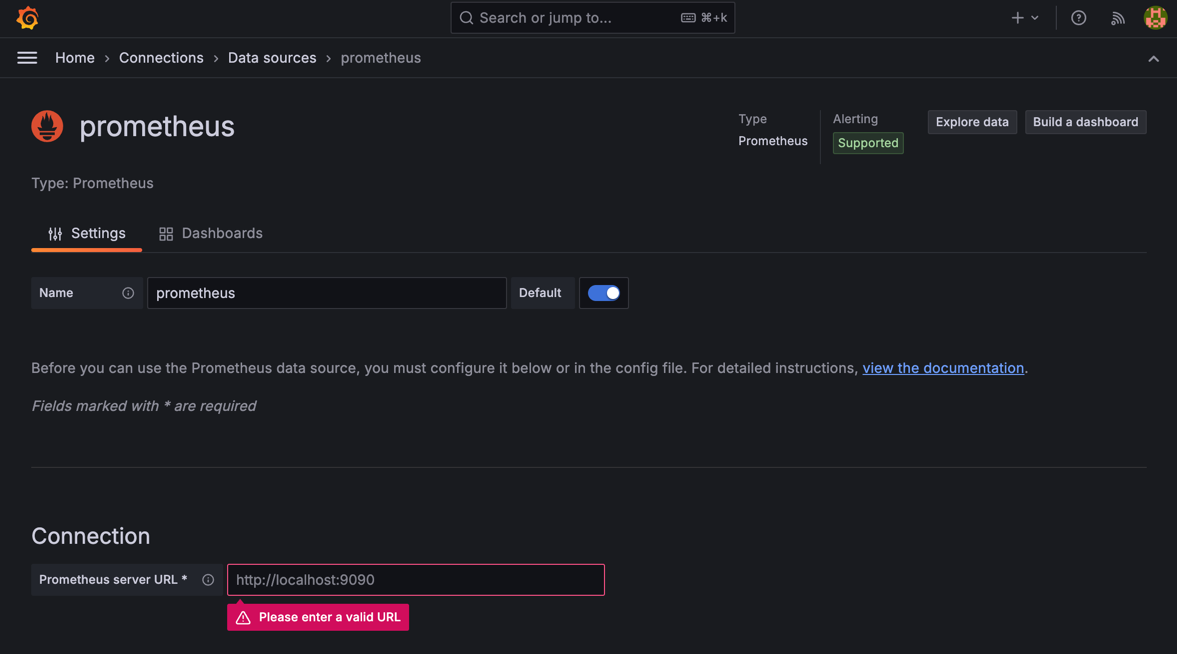 Search or jump to... ⌘+k
Home › Connections › Data sources › prometheus
prometheus
Type
Prometheus
Alerting
Supported
Explore data
Build a dashboard
Type: Prometheus
Settings
Dashboards
Name
prometheus
Default
Before you can use the Prometheus data source, you must configure it below or in the config file. For detailed instructions, view the documentation.
Fields marked with * are required
Connection
Prometheus server URL *
http://localhost:9090
Please enter a valid URL